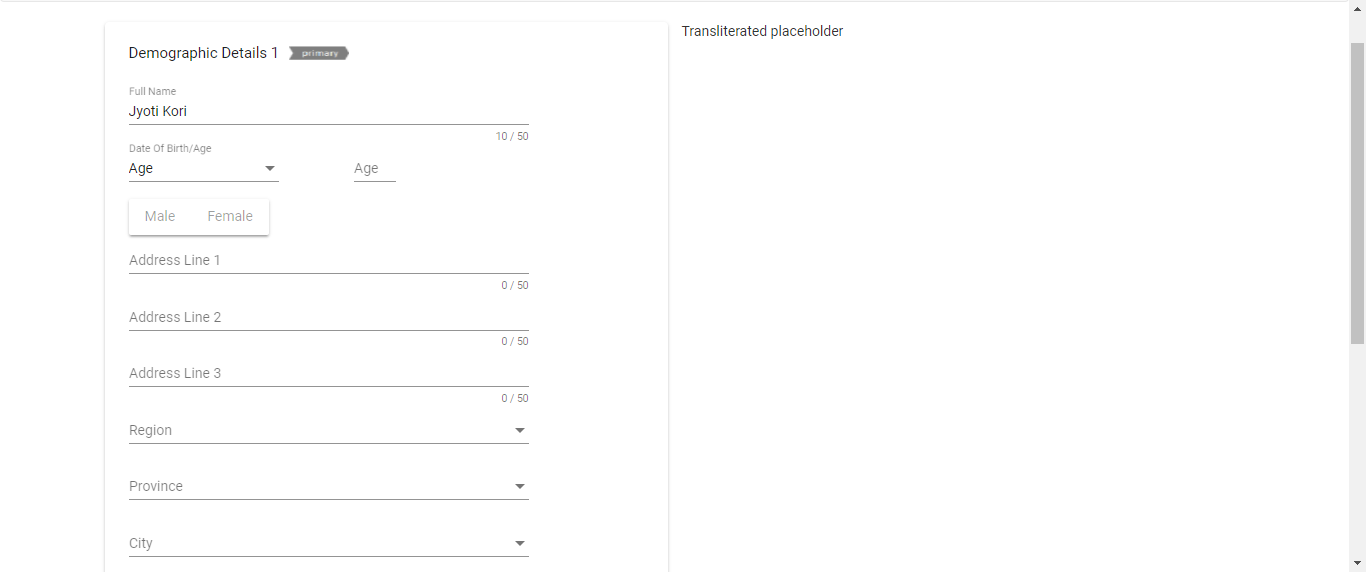 Demographic Details 1 primary
Transliterated placeholder
Full Name
Jyoti Kori
10 / 50
Date Of Birth/Age
Age
Age
Male Female
Address Line 1
0 / 50
Address Line 2
0 / 50
Address Line 3
0 / 50
Region
Province
City